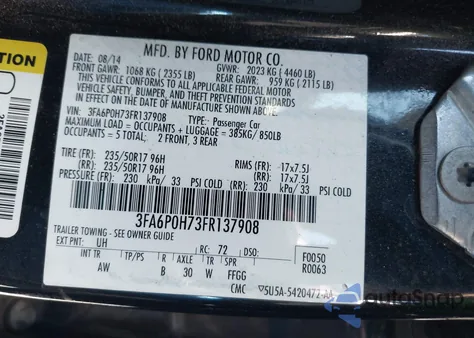 MFD. BY FORD MOTOR CO.
DATE: 08/14 GVWR: 2023 KG ( 4460 LB)
FRONT GAWR: 1068 KG ( 2355 LB) REAR GAWR: 959 KG ( 2115 LB)
THIS VEHICLE CONFORMS TO ALL APPLICABLE FEDERAL MOTOR
VEHICLE SAFETY, BUMPER, AND THEFT PREVENTION STANDARDS
IN EFFECT ON THE DATE OF MANUFACTURE SHOWN ABOVE.
VIN: 3FA6P0H73FR137908 TYPE: Passenger Car
MAXIMUM LOAD = OCCUPANTS + LUGGAGE = 385KG / 850LB
OCCUPANTS = 5 TOTAL: 2 FRONT, 3 REAR
TIRE (FR): 235/50R17 96H RIMS (FR) -17x7.5J
(RR): 235/50R17 96H (RR) -17x7.5J
PRESSURE (FR) 230 kPa/ 33 PSI COLD (RR) 230 kPa/ 33 PSI COLD
3FA6P0H73FR137908
TRAILER TOWING - SEE OWNER GUIDE F0050
EXT PNT: UH RC: 72 DSO: R0063
INT TR TP/PS R AXLE TR SPR
AW B 30 W FFGG
CMC 5U5A-5420472-AA
autoSnap